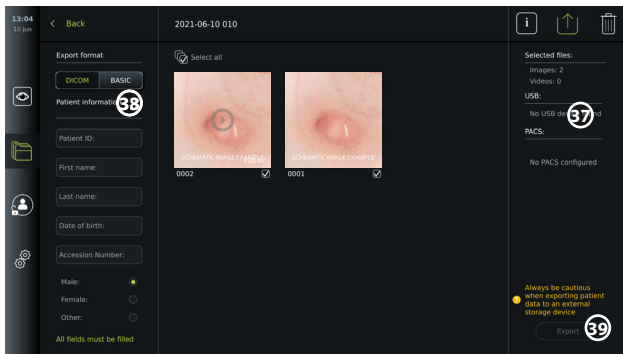 13:04
10 Jun
Back
2021-06-10 010
i
Export format
DICOM
BASIC
Patient information
38
Patient ID:
First name:
Last name:
Date of birth:
Accession Number:
Male:
Female:
Other:
All fields must be filled
Select all
SCHEMATIC IMAGE EXAMPLE
0002
SCHEMATIC IMAGE EXAMPLE
0001
Selected files:
Images: 2
Videos: 0
USB:
No USB
37
PACS:
No PACS configured
Always be cautious
when exporting patient
data to an external
storage device
Export
39